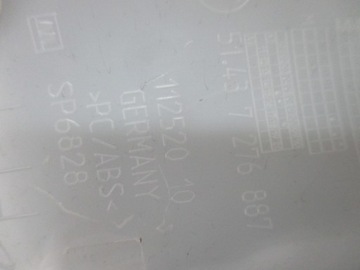 51.43 7 276 887
112520 10
GERMANY
>PC/ABS<
SP6828